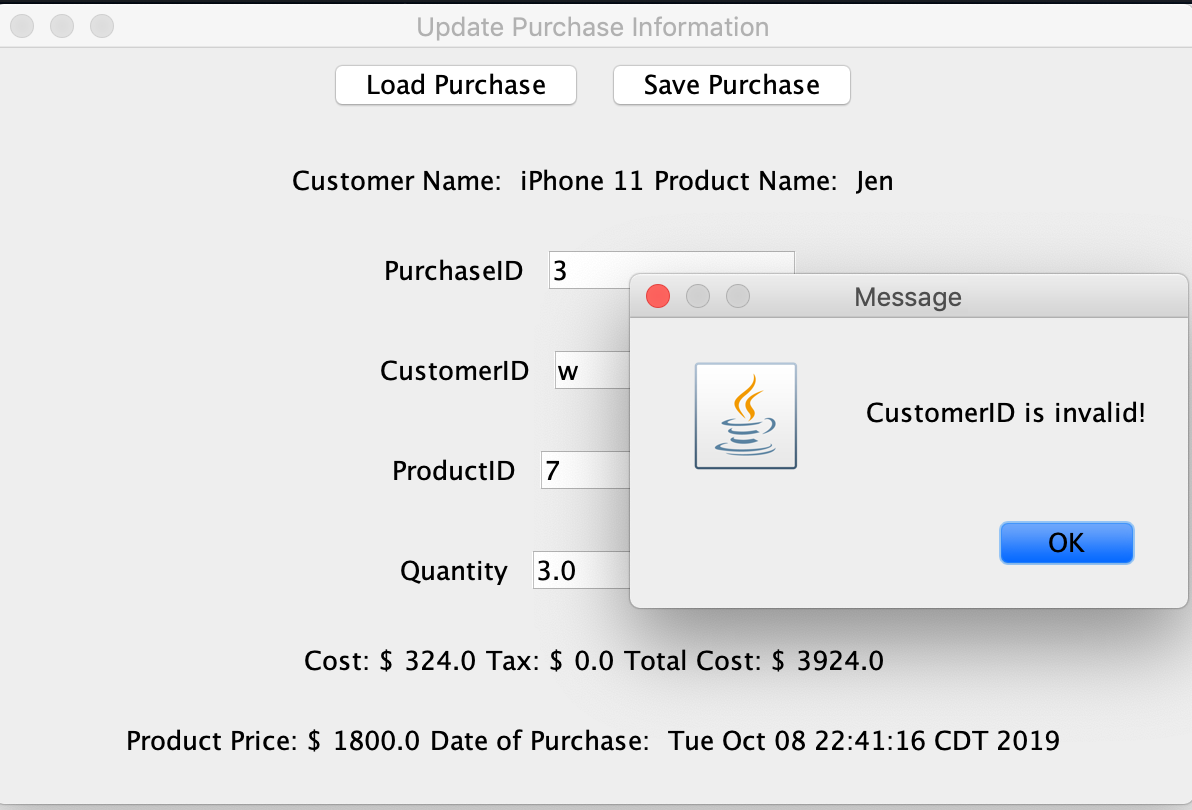 Update Purchase Information
Load Purchase Save Purchase
Customer Name: iPhone 11 Product Name: Jen
PurchaseID 3
Message
CustomerID w
CustomerID is invalid!
ProductID 7
OK
Quantity 3.0
Cost: $ 324.0 Tax: $ 0.0 Total Cost: $ 3924.0
Product Price: $ 1800.0 Date of Purchase: Tue Oct 08 22:41:16 CDT 2019